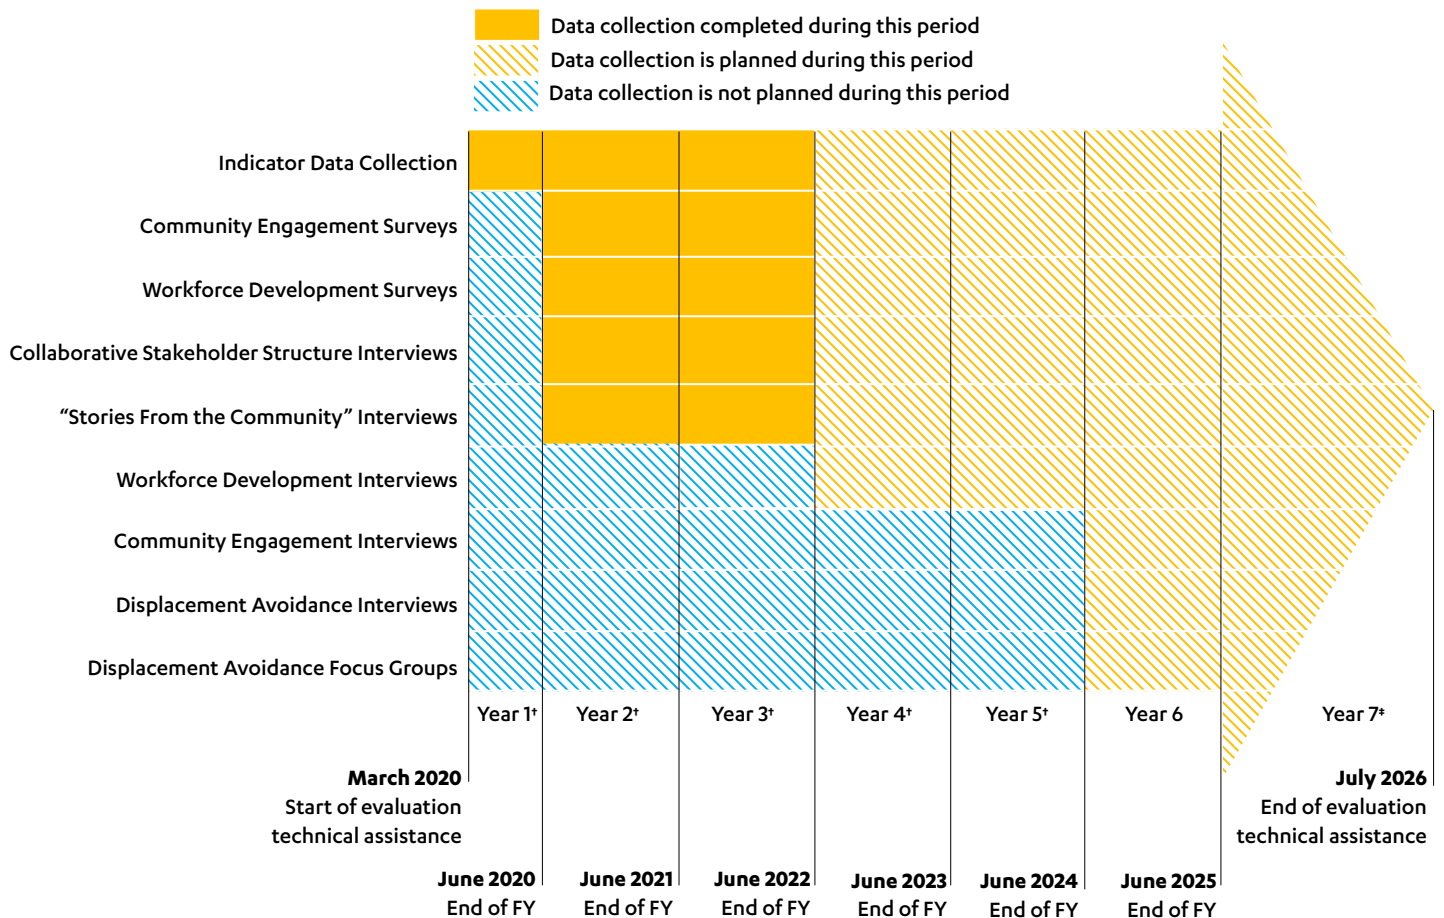 Data collection completed during this period
Data collection is planned during this period
Data collection is not planned during this period
Indicator Data Collection
Community Engagement Surveys
Workforce Development Surveys
Collaborative Stakeholder Structure Interviews
“Stories From the Community” Interviews
Workforce Development Interviews
Community Engagement Interviews
Displacement Avoidance Interviews
Displacement Avoidance Focus Groups
Year 1†
Year 2†
Year 3†
Year 4†
Year 5†
Year 6
Year 7‡
March 2020
Start of evaluation
technical assistance
July 2026
End of evaluation
technical assistance
June 2020
End of FY
June 2021
End of FY
June 2022
End of FY
June 2023
End of FY
June 2024
End of FY
June 2025
End of FY